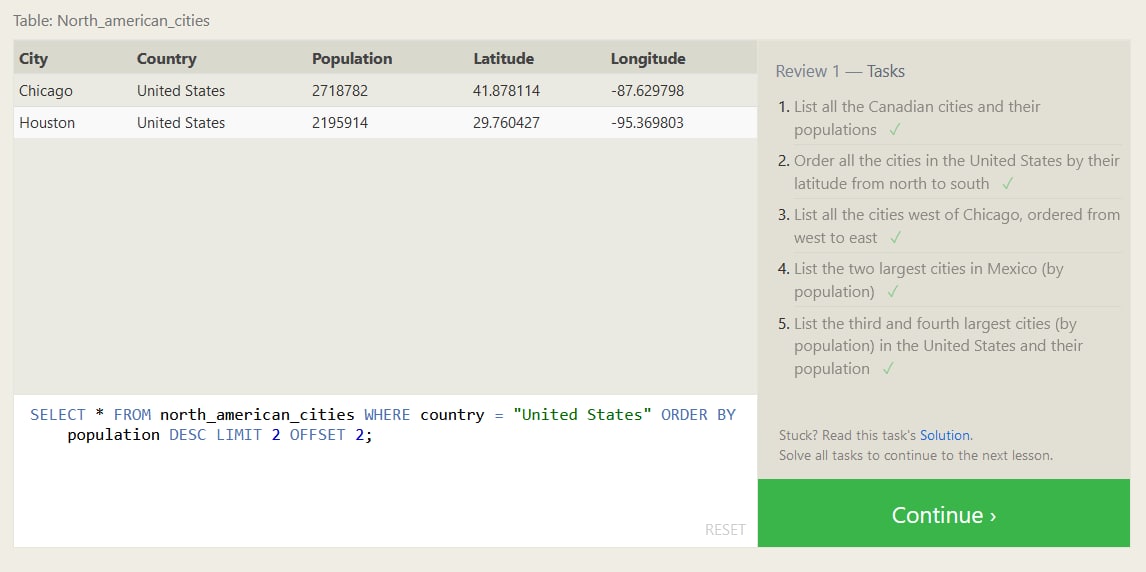 Table: North_american_cities
City Country Population Latitude Longitude
Chicago United States 2718782 41.878114 -87.629798
Houston United States 2195914 29.760427 -95.369803
SELECT * FROM north_american_cities WHERE country = "United States" ORDER BY
population DESC LIMIT 2 OFFSET 2;
RESET
Review 1 — Tasks
1. List all the Canadian cities and their
populations ✓
2. Order all the cities in the United States by their
latitude from north to south ✓
3. List all the cities west of Chicago, ordered from
west to east ✓
4. List the two largest cities in Mexico (by
population) ✓
5. List the third and fourth largest cities (by
population) in the United States and their
population ✓
Stuck? Read this task's Solution.
Solve all tasks to continue to the next lesson.
Continue ›